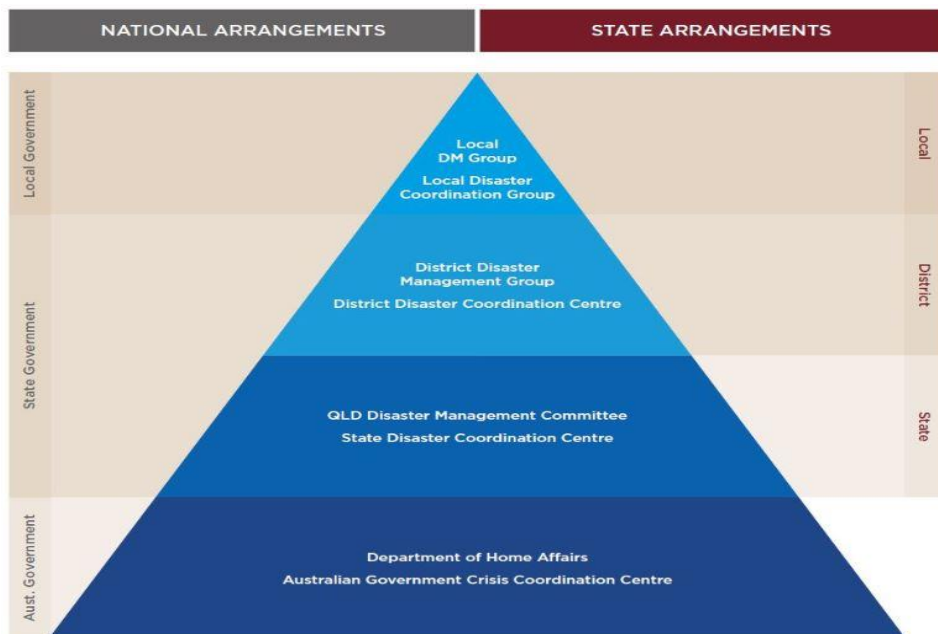 NATIONAL ARRANGEMENTS
STATE ARRANGEMENTS
Local Government
Local
DM Group
Local Disaster
Coordination Group
Local
State Government
District Disaster
Management Group
District Disaster Coordination Centre
District
QLD Disaster Management Committee
State Disaster Coordination Centre
State
Aust. Government
Department of Home Affairs
Australian Government Crisis Coordination Centre